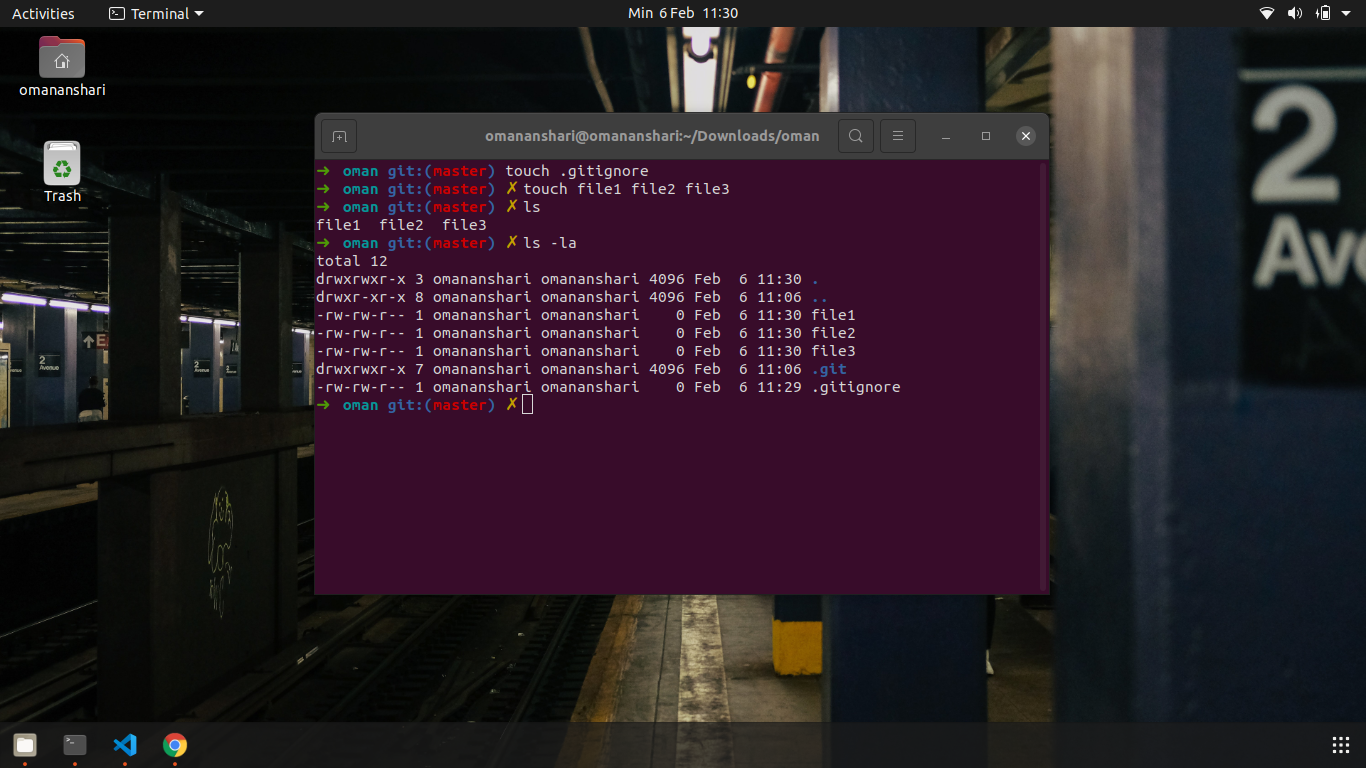 Activities
Terminal
Min 6 Feb 11:30
omananshari
Trash
omananshari@omananshari:~/Downloads/oman
➜ oman git:(master) touch .gitignore
➜ oman git:(master) ✗ touch file1 file2 file3
➜ oman git:(master) ✗ ls
file1 file2 file3
➜ oman git:(master) ✗ ls -la
total 12
drwxrwxr-x 3 omananshari omananshari 4096 Feb 6 11:30 .
drwxr-xr-x 8 omananshari omananshari 4096 Feb 6 11:06 ..
-rw-rw-r-- 1 omananshari omananshari 0 Feb 6 11:30 file1
-rw-rw-r-- 1 omananshari omananshari 0 Feb 6 11:30 file2
-rw-rw-r-- 1 omananshari omananshari 0 Feb 6 11:30 file3
drwxrwxr-x 7 omananshari omananshari 4096 Feb 6 11:06 .git
-rw-rw-r-- 1 omananshari omananshari 0 Feb 6 11:29 .gitignore
➜ oman git:(master) ✗
2
Ave
2
Avenue
2
2